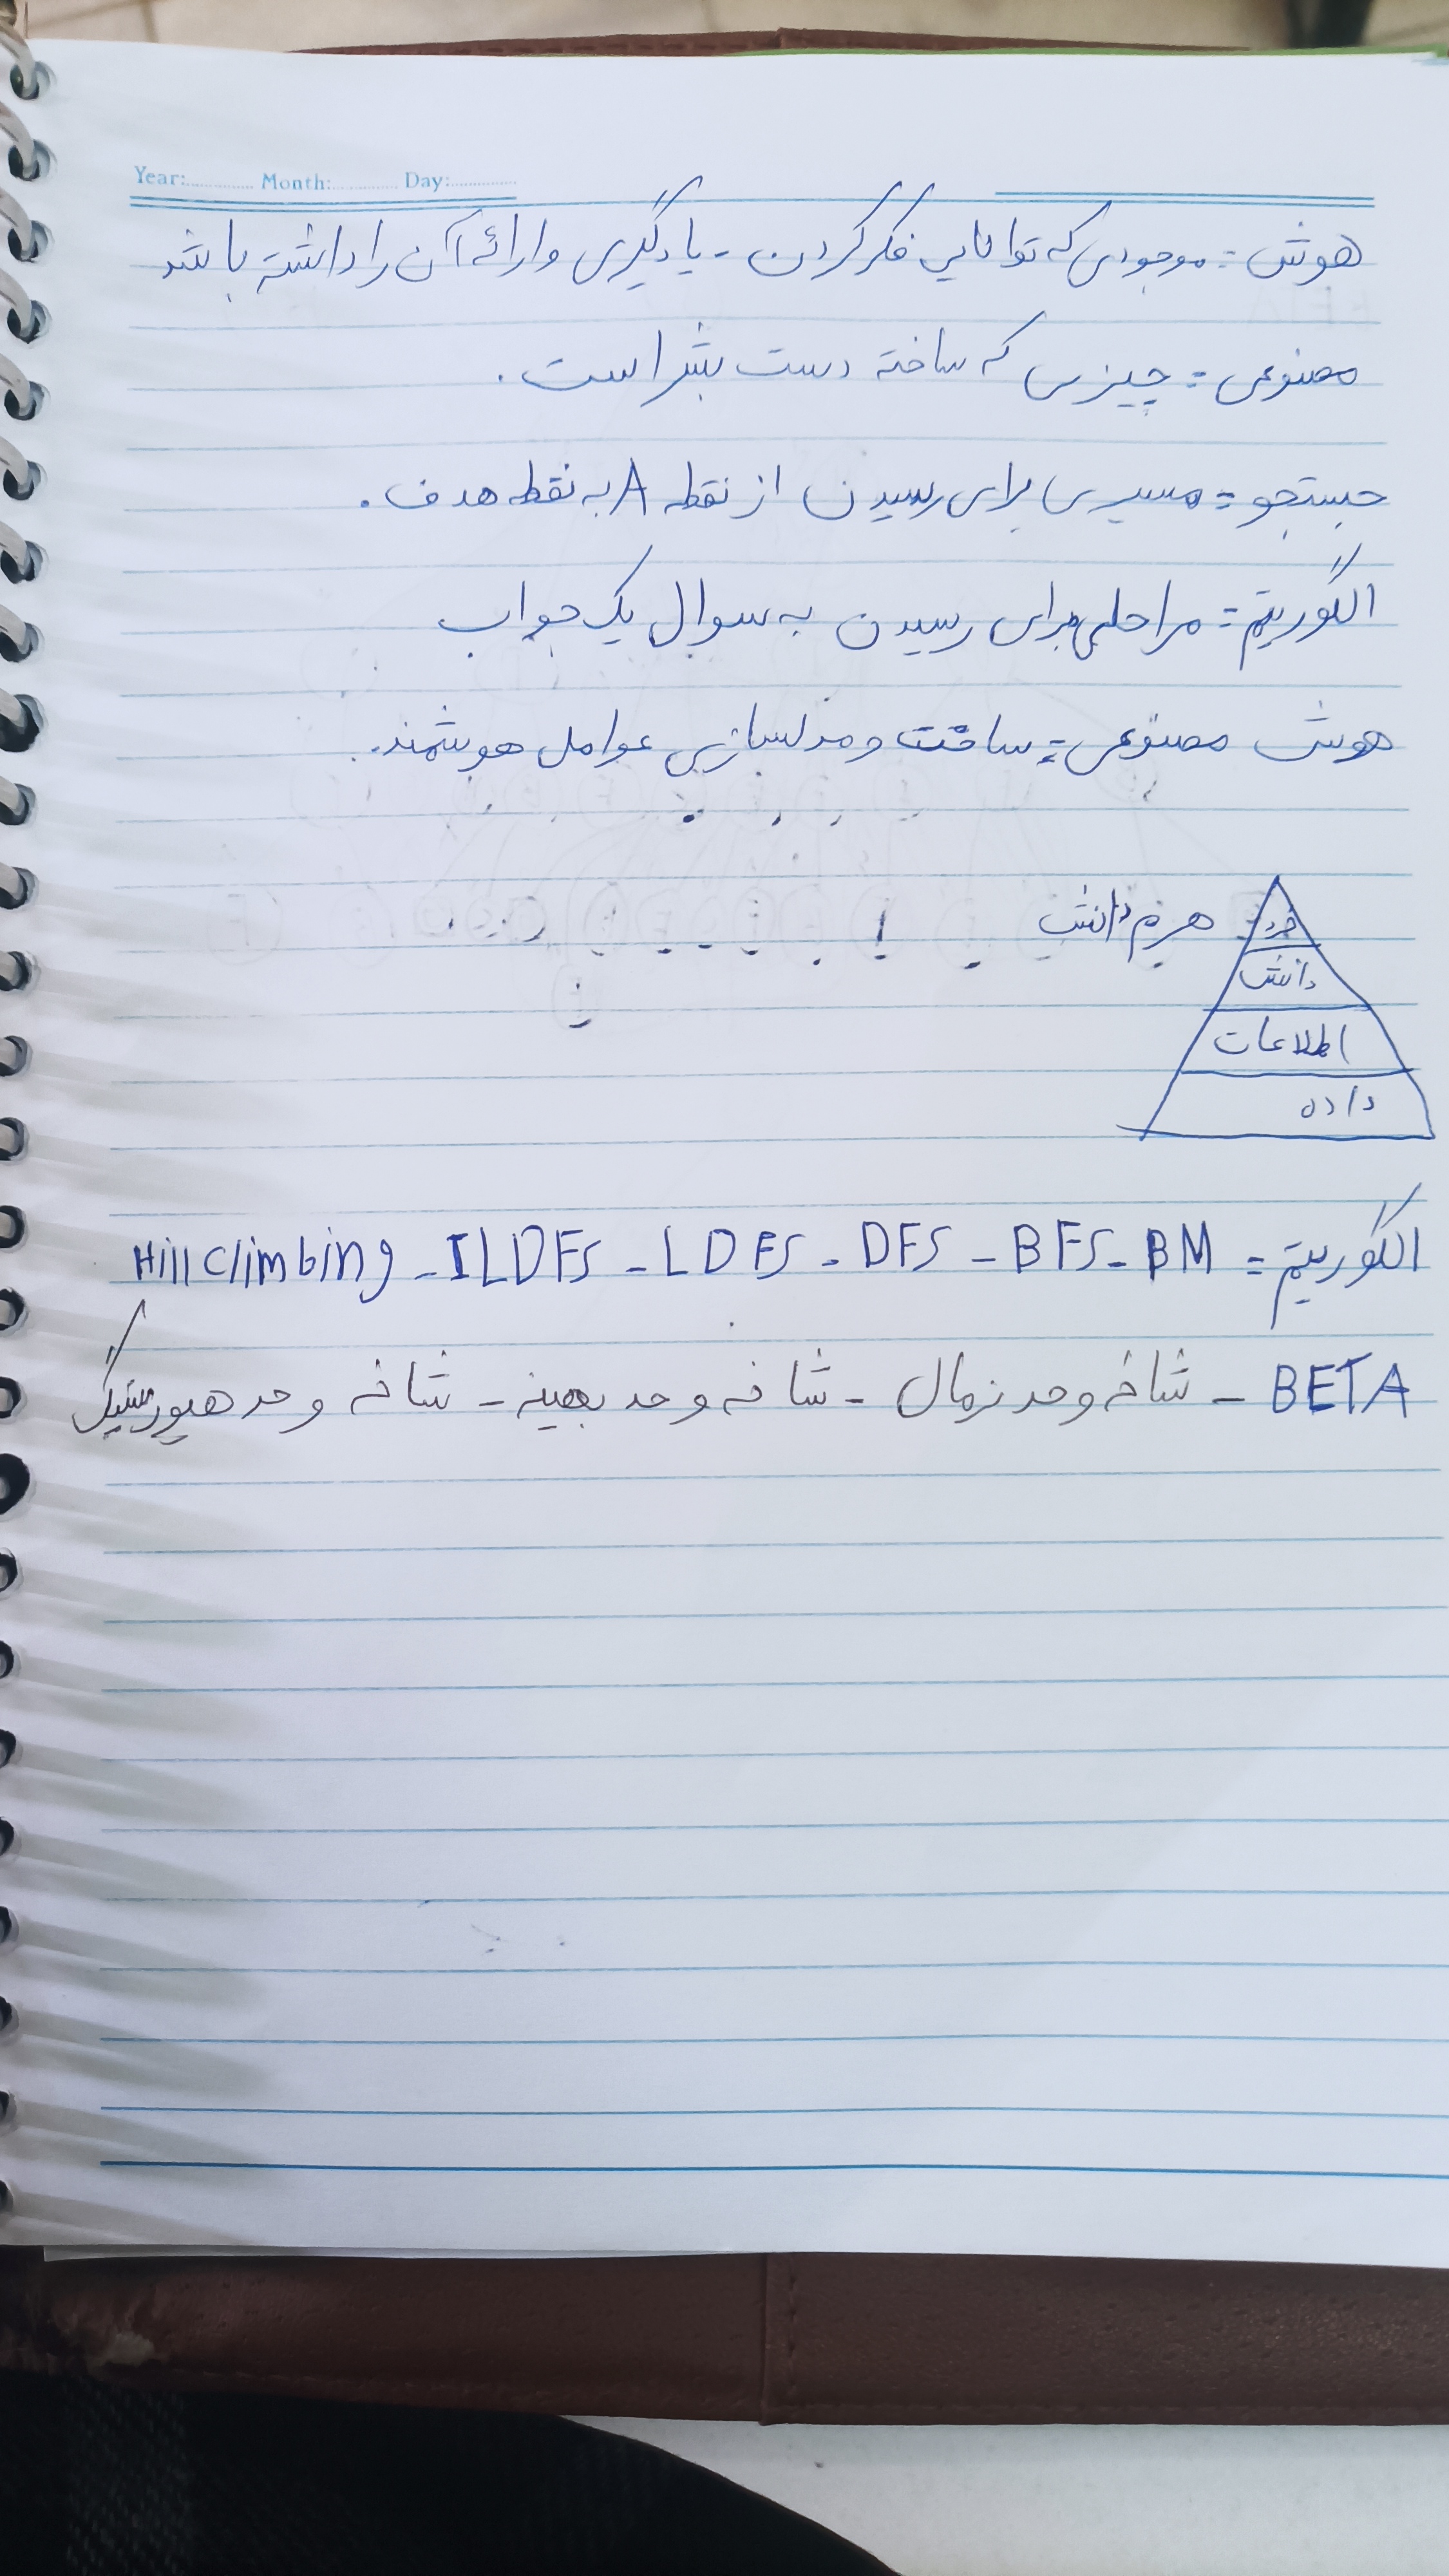 Year: Month: Day:
هوش = موجودی که توانایی فکر کردن - یادگیری و ارائه آن را داشته باشد
مصنوعی = چیزی که ساخته دست بشر است .
جستجو = مسیری برای رسیدن از نقطه A به نقطه هدف .
الگوریتم = مراحلی برای رسیدن به سوال یک جواب
هوش مصنوعی = ساخت و مدلسازی عوامل هوشمند .
خرد هرم دانش
دانش
اطلاعات
داده
الگوریتم = BM - BFS - DFS - LDFS - ILDFS - Hill climbing
BETA - شاخه و حد نرمال - شاخه و حد بهینه - شاخه و حد هیورستیک